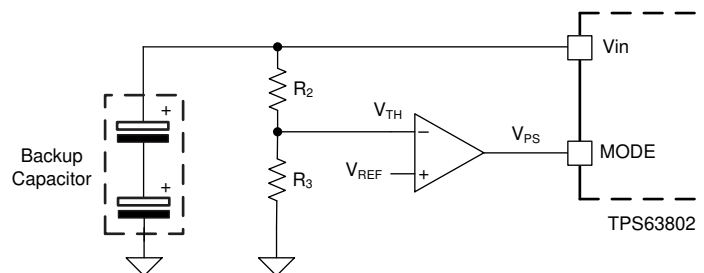 Vin
R2
+
VTH
−
VPS
MODE
Backup
Capacitor
+
VREF
+
R3
TPS63802